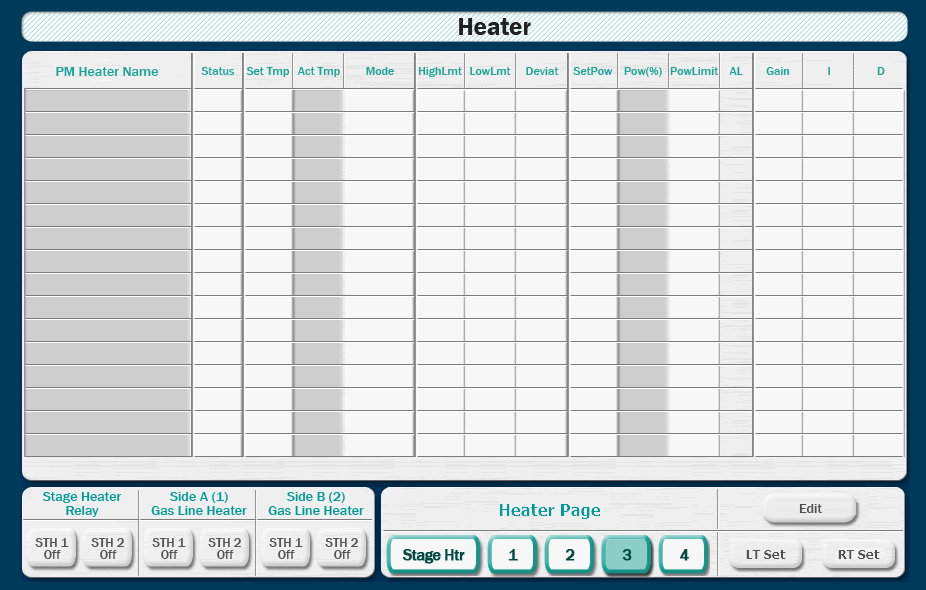 Heater
PM Heater Name Status Set Tmp Act Tmp Mode HighLmt LowLmt Deviat SetPow Pow(%) PowLimit AL Gain I D
Stage Heater
Relay
STH 1
Off
STH 2
Off
Side A (1)
Gas Line Heater
STH 1
Off
STH 2
Off
Side B (2)
Gas Line Heater
STH 1
Off
STH 2
Off
Heater Page
Stage Htr 1 2 3 4
Edit
LT Set RT Set